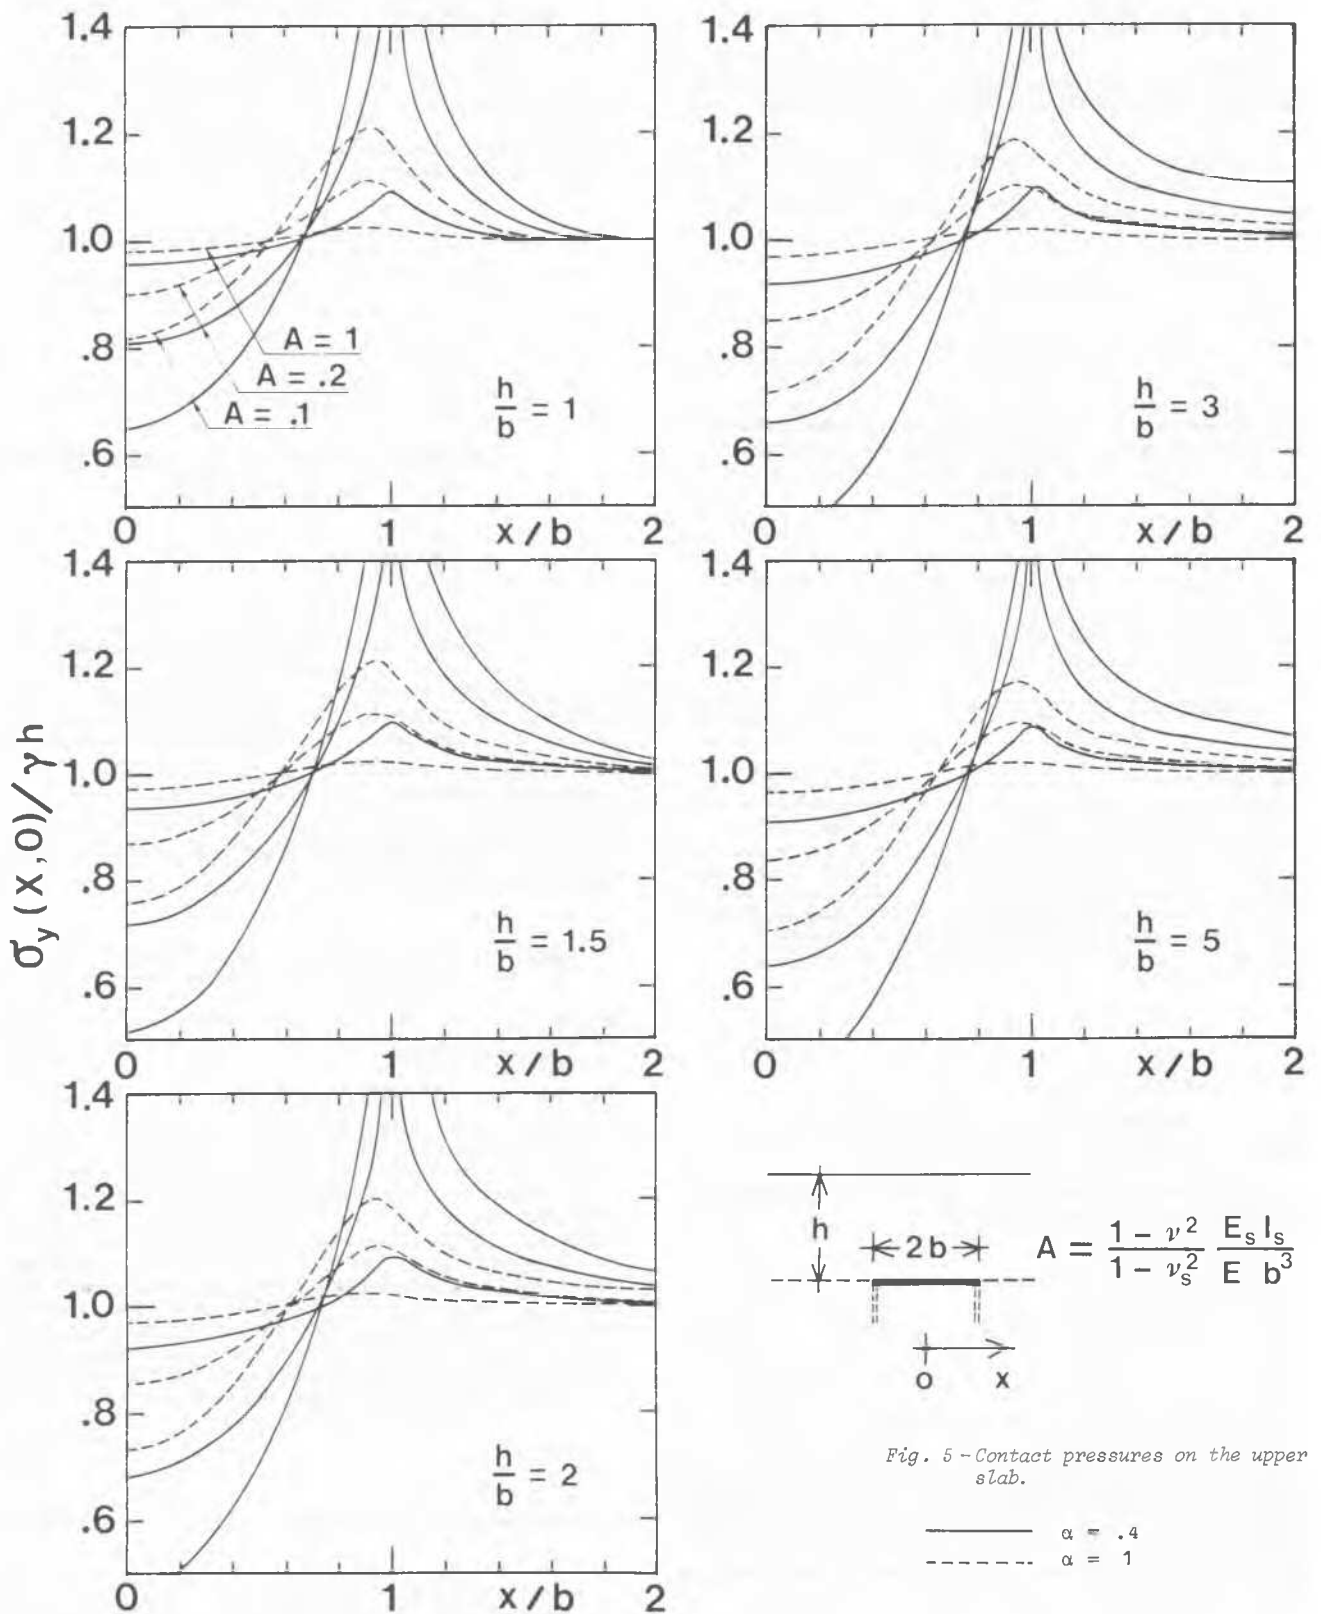 σy (x,0)/γh
1.4
1.2
1.0
.8
.6
A = 1
A = .2
A = .1
h/b = 1
0 1 x/b 2
1.4
1.2
1.0
.8
.6
h/b = 3
0 1 x/b 2
1.4
1.2
1.0
.8
.6
h/b = 1.5
0 1 x/b 2
1.4
1.2
1.0
.8
.6
h/b = 5
0 1 x/b 2
1.4
1.2
1.0
.8
.6
h/b = 2
0 1 x/b 2
h
2b
A = (1 - ν²)/(1 - νs²) (Es Is)/(E b³)
o x
Fig. 5 - Contact pressures on the upper
slab.
α = .4
α = 1